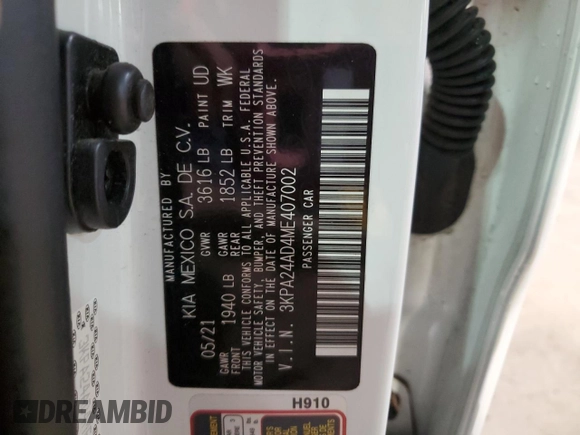 MANUFACTURED BY
KIA MEXICO S.A. DE C.V.
05/21 GVWR 3616 LB PAINT UD
GAWR FRONT 1940 LB GAWR REAR 1852 LB TRIM WK
THIS VEHICLE CONFORMS TO ALL APPLICABLE U.S.A. FEDERAL
MOTOR VEHICLE SAFETY, BUMPER, AND THEFT PREVENTION STANDARDS
IN EFFECT ON THE DATE OF MANUFACTURE SHOWN ABOVE.
V.I.N. 3KPA24AD4ME407002
PASSENGER CAR
H910
DREAMBID